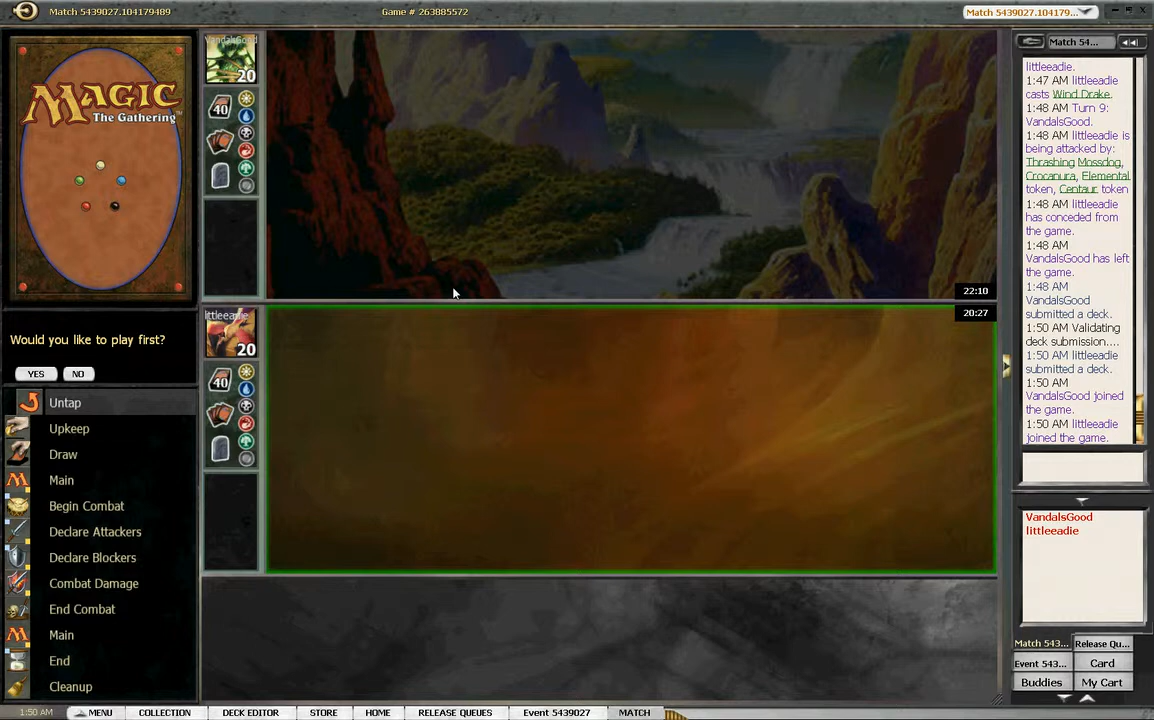 Match 5439027.104179489
Game # 263885572
Match 5439027.104179...
MAGIC
The Gathering
VandalsGood
20
40
22:10
littleeadie
20
40
20:27
Would you like to play first?
YES
NO
Untap
Upkeep
Draw
Main
Begin Combat
Declare Attackers
Declare Blockers
Combat Damage
End Combat
Main
End
Cleanup
Match 54...
littleeadie.
1:47 AM littleeadie
casts Wind Drake.
1:48 AM Turn 9:
VandalsGood.
1:48 AM littleeadie is
being attacked by:
Thrashing Mossdog,
Crocanura, Elemental
token, Centaur token
1:48 AM littleeadie
has conceded from
the game.
1:48 AM
VandalsGood has left
the game.
1:48 AM
VandalsGood
submitted a deck.
1:50 AM Validating
deck submission....
1:50 AM littleeadie
submitted a deck.
1:50 AM
VandalsGood joined
the game.
1:50 AM littleeadie
joined the game.
VandalsGood
littleeadie
Match 543...
Release Qu...
Event 543...
Card
Buddies
My Cart
1:50 AM
MENU
COLLECTION
DECK EDITOR
STORE
HOME
RELEASE QUEUES
Event 5439027
MATCH